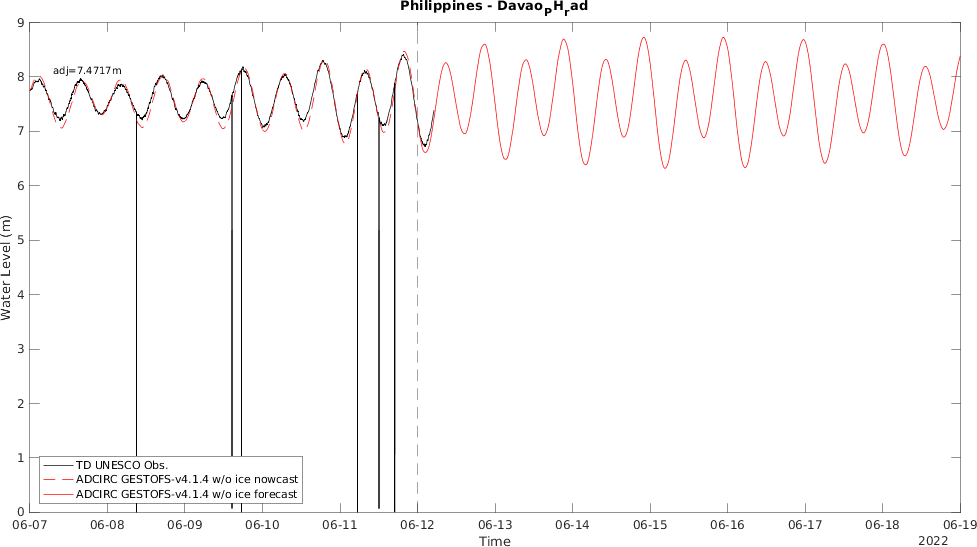 Philippines - DavaopHrad
9
8
7
6
5
4
3
2
1
0
Water Level (m)
adj=7.4717m
TD UNESCO Obs.
ADCIRC GESTOFS-v4.1.4 w/o ice nowcast
ADCIRC GESTOFS-v4.1.4 w/o ice forecast
06-07 06-08 06-09 06-10 06-11 06-12 06-13 06-14 06-15 06-16 06-17 06-18 06-19
Time
2022